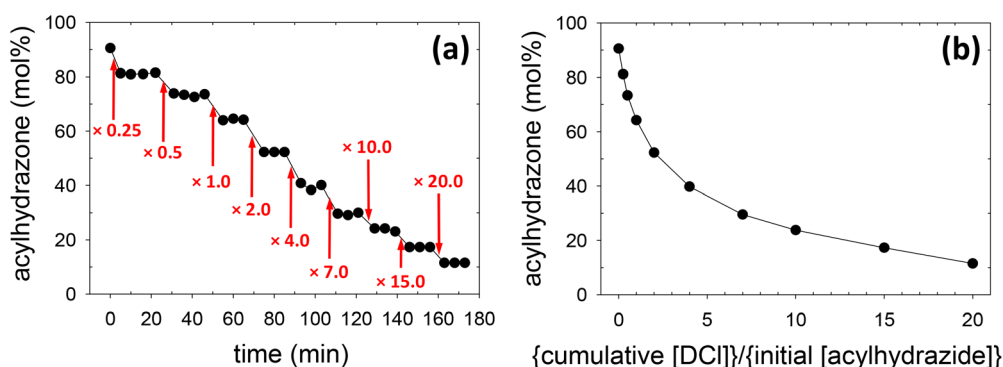 (a)
acylhydrazone (mol%)
100
80
60
40
20
0
× 0.25
× 0.5
× 1.0
× 2.0
× 4.0
× 7.0
× 10.0
× 15.0
× 20.0
0 20 40 60 80 100 120 140 160 180
time (min)
(b)
acylhydrazone (mol%)
100
80
60
40
20
0
0 5 10 15 20
{cumulative [DCl]}/{initial [acylhydrazide]}